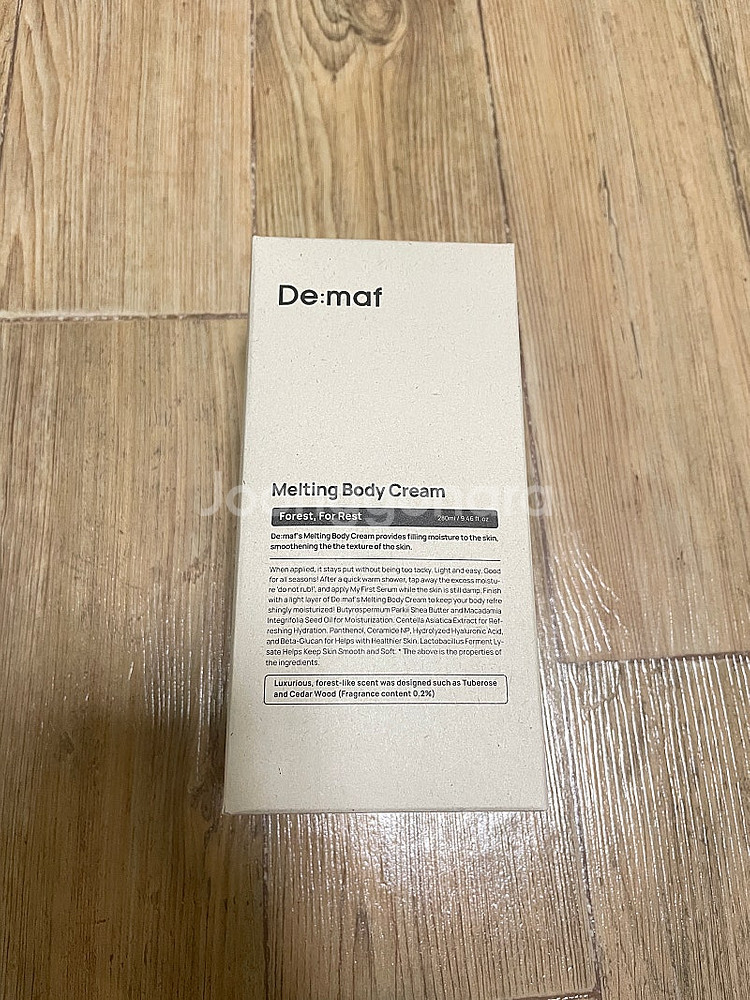 De:maf
Melting Body Cream
Joonggongra
Forest, For Rest 280ml / 9.46 fl. oz
De:maf's Melting Body Cream provides filling moisture to the skin,
smoothening the the texture of the skin.
When applied, it stays put without being too tacky. Light and easy. Good
for all seasons! After a quick warm shower, tap away the excess moistu-
re 'do not rub!', and apply My First Serum while the skin is still damp. Finish
with a light layer of De:maf's Melting Body Cream to keep your body refre
shingly moisturized! Butyrospermum Parkii Shea Butter and Macadamia
Integrifolia Seed Oil for Moisturization. Centella Asiatica Extract for Ref-
reshing Hydration. Panthenol, Ceramide NP, Hydrolyzed Hyaluronic Acid,
and Beta-Glucan for Helps with Healthier Skin. Lactobacillus Ferment Ly-
sate Helps Keep Skin Smooth and Soft. * The above is the properties of
the ingredients.
Luxurious, forest-like scent was designed such as Tuberose
and Cedar Wood (Fragrance content 0.2%)